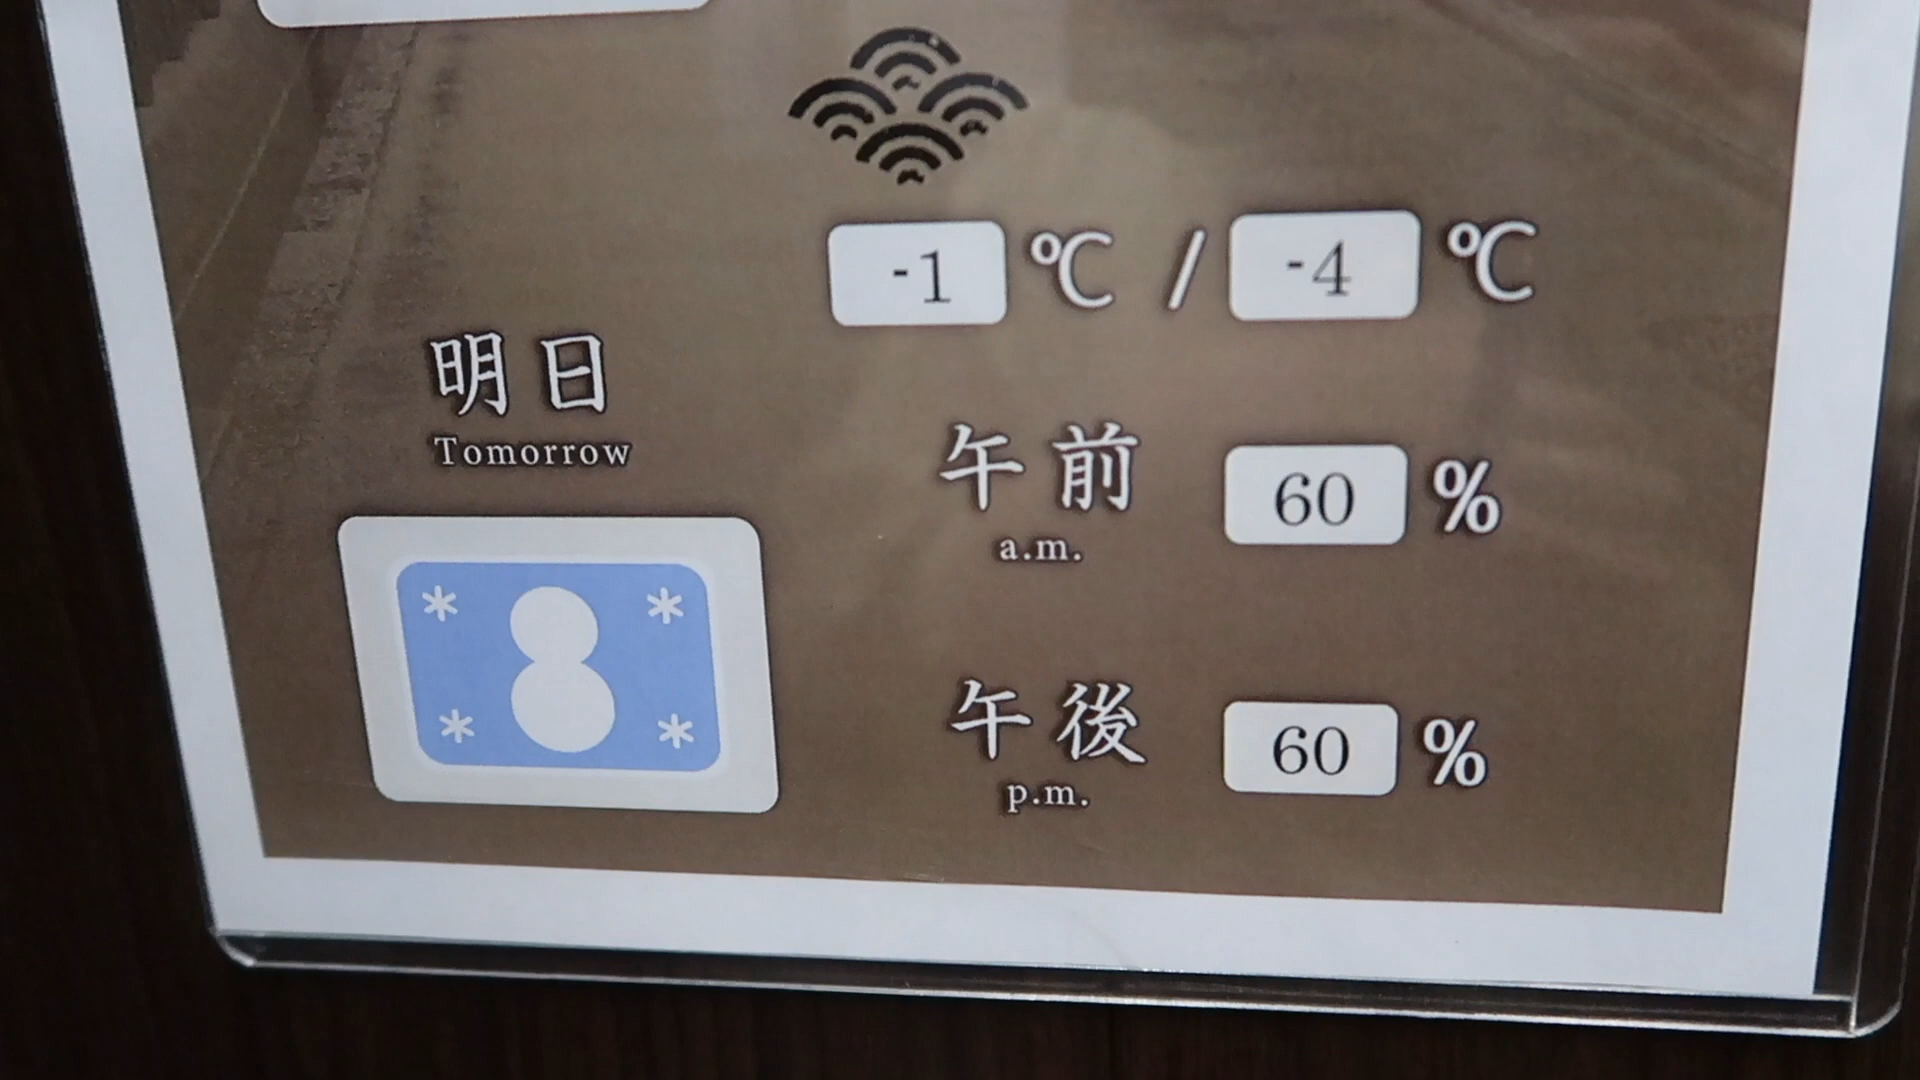 -1 ℃ / -4 ℃
明日
Tomorrow
午前 60 %
a.m.
午後 60 %
p.m.